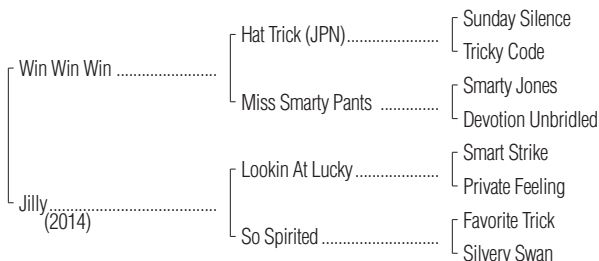 Sunday Silence
Hat Trick (JPN)
Tricky Code
Win Win Win
Smarty Jones
Miss Smarty Pants
Devotion Unbridled
Smart Strike
Lookin At Lucky
Private Feeling
Jilly
(2014)
Favorite Trick
So Spirited
Silvery Swan